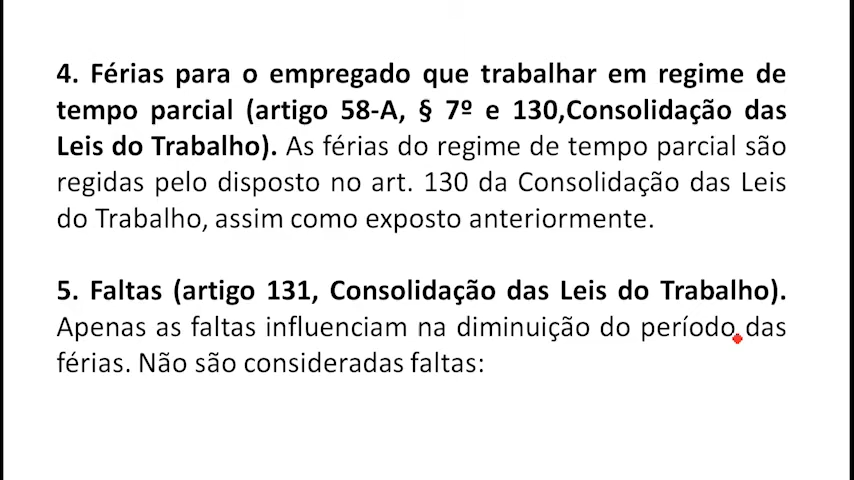 4. Férias para o empregado que trabalhar em regime de
tempo parcial (artigo 58-A, § 7º e 130,Consolidação das
Leis do Trabalho). As férias do regime de tempo parcial são
regidas pelo disposto no art. 130 da Consolidação das Leis
do Trabalho, assim como exposto anteriormente.
5. Faltas (artigo 131, Consolidação das Leis do Trabalho).
Apenas as faltas influenciam na diminuição do período das
férias. Não são consideradas faltas: